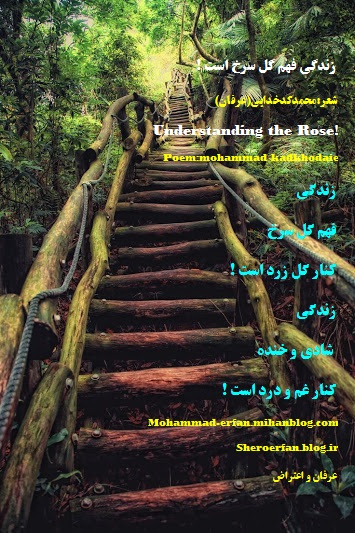 زندگی فهم گل سرخ است !
شعر:محمدکدخدایی(عرفان)
Understanding the Rose!
Poem:mohammad-kadkhodaie
زندگی
فهم گل سرخ
کنار گل زرد است !
زندگی
شادی و خنده
کنار غم و درد است !
Mohammad-erfan.mihanblog.com
Sheroerfan.blog.ir
عرفان و اعتراض